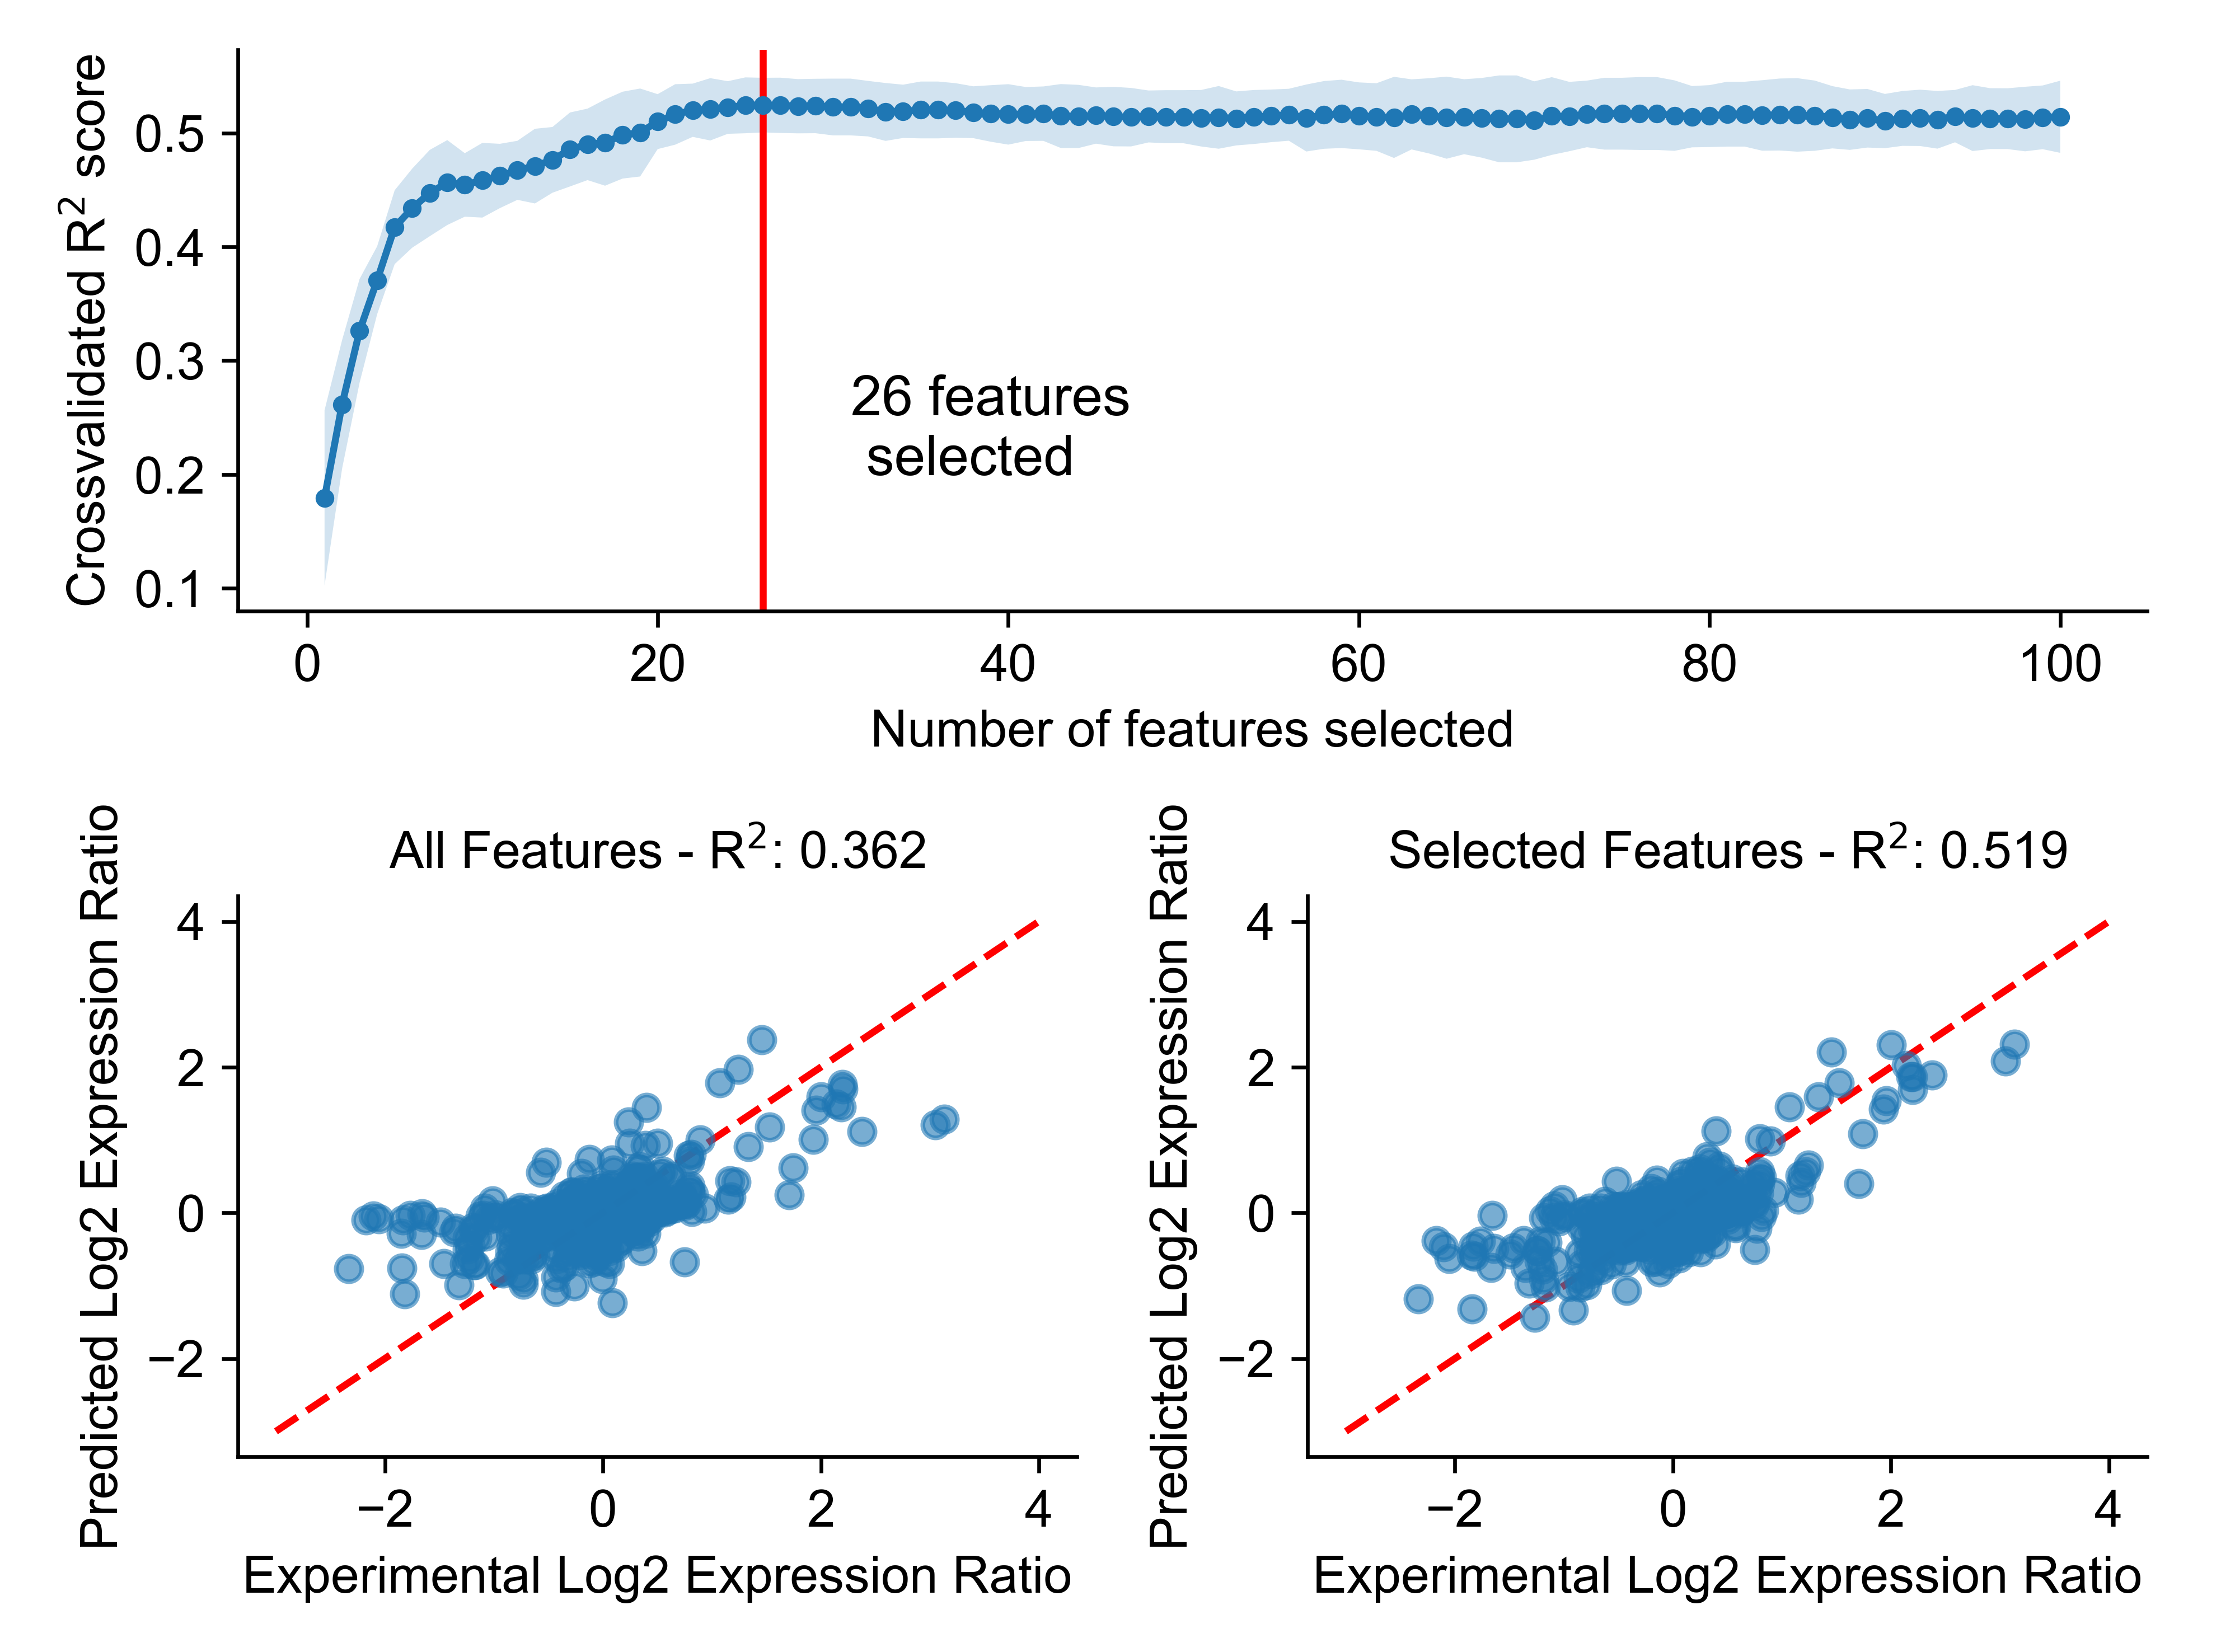 Crossvalidated R² score
0.5
0.4
0.3
0.2
0.1
26 features
selected
0 20 40 60 80 100
Number of features selected
All Features - R²: 0.362
Predicted Log2 Expression Ratio
4
2
0
−2
−2 0 2 4
Experimental Log2 Expression Ratio
Selected Features - R²: 0.519
Predicted Log2 Expression Ratio
4
2
0
−2
−2 0 2 4
Experimental Log2 Expression Ratio